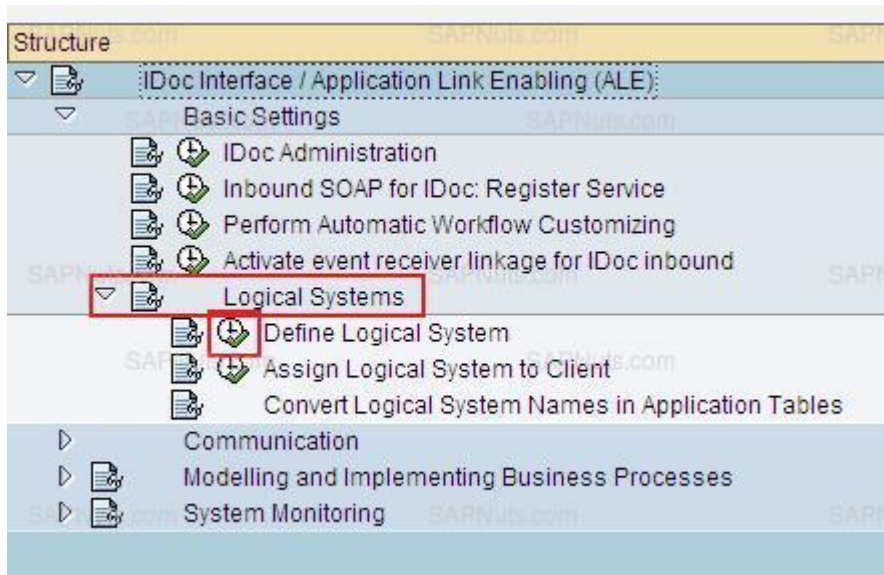 Structure
IDoc Interface / Application Link Enabling (ALE)
Basic Settings
IDoc Administration
Inbound SOAP for IDoc: Register Service
Perform Automatic Workflow Customizing
Activate event receiver linkage for IDoc inbound
Logical Systems
Define Logical System
Assign Logical System to Client
Convert Logical System Names in Application Tables
Communication
Modelling and Implementing Business Processes
System Monitoring
SAPNuts.com